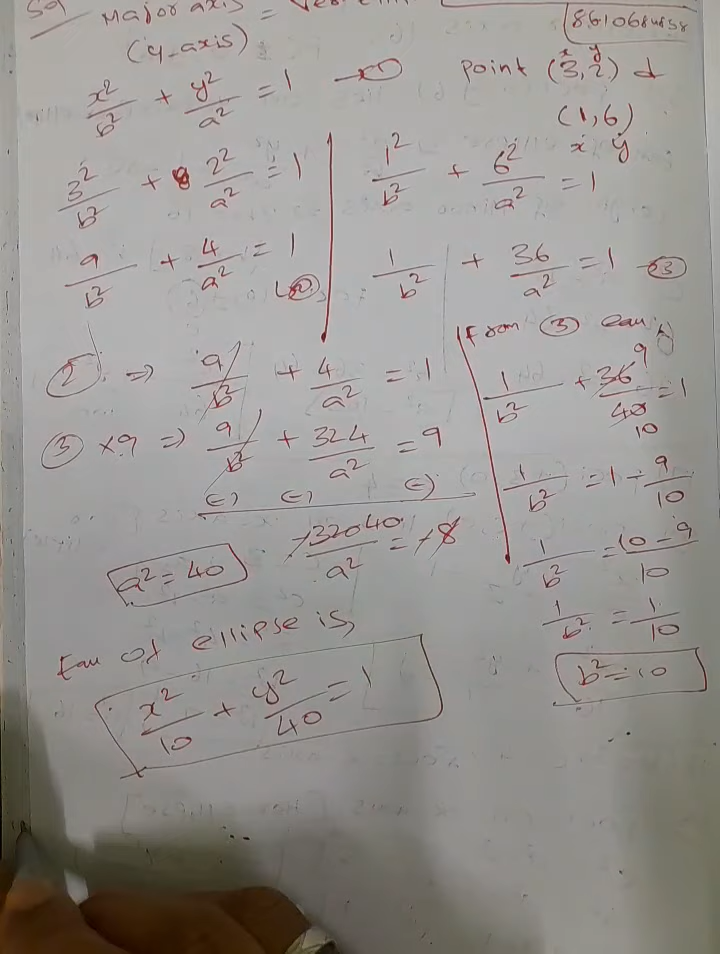 Major axis =
(y-axis)
x²/b² + y²/a² = 1 → ①
point (3, 2) &
x y
(1, 6)
x y
3²/b² + 2²/a² = 1
9/b² + 4/a² = 1 ②
1²/b² + 6²/a² = 1
1/b² + 36/a² = 1 ③
② ⇒ 9/b² + 4/a² = 1
③ × 9 ⇒ 9/b² + 324/a² = 9
(-) (-) (-)
-320/a² = -8
40
a² = 40
From ③ eqn,
1/b² + 36/40 = 1
9
10
1/b² = 1 - 9/10
1/b² = 10 - 9/10
1/b² = 1/10
b² = 10
Eqn of ellipse is,
x²/10 + y²/40 = 1